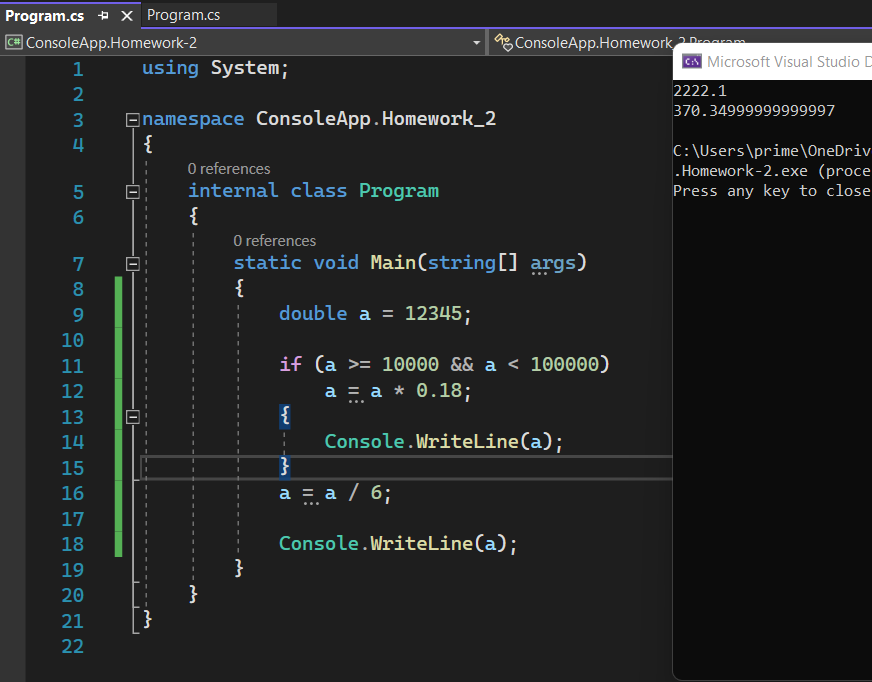 Program.cs
Program.cs
C# ConsoleApp.Homework-2
ConsoleApp.Homework_2.Program
1 using System;
2
3 namespace ConsoleApp.Homework_2
4 {
0 references
5 internal class Program
6 {
0 references
7 static void Main(string[] args)
8 {
9 double a = 12345;
10
11 if (a >= 10000 && a < 100000)
12 a = a * 0.18;
13 {
14 Console.WriteLine(a);
15 }
16 a = a / 6;
17
18 Console.WriteLine(a);
19 }
20 }
21 }
22
C:\ Microsoft Visual Studio D
2222.1
370.34999999999997
C:\Users\prime\OneDriv
.Homework-2.exe (proce
Press any key to close